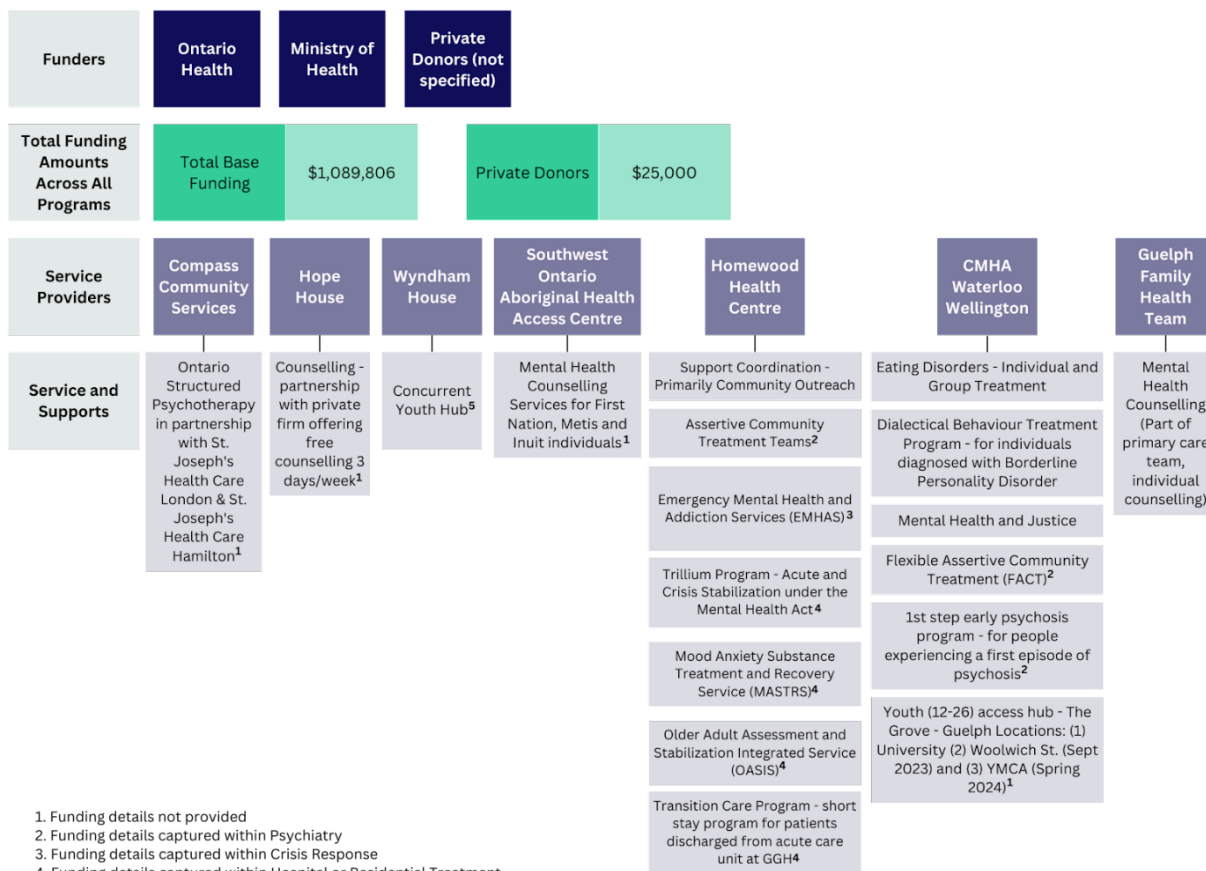 Funders
Ontario
Health
Ministry of
Health
Private
Donors (not
specified)
Total Funding
Amounts
Across All
Programs
Total Base
Funding
$1,089,806
Private Donors
$25,000
Service
Providers
Compass
Community
Services
Hope
House
Wyndham
House
Southwest
Ontario
Aboriginal Health
Access Centre
Homewood
Health
Centre
CMHA
Waterloo
Wellington
Guelph
Family
Health
Team
Service and
Supports
Ontario
Structured
Psychotherapy
in partnership
with St.
Joseph's
Health Care
London & St.
Joseph's
Health Care
Hamilton1
Counselling -
partnership
with private
firm offering
free
counselling 3
days/week1
Concurrent
Youth Hub5
Mental Health
Counselling
Services for First
Nation, Metis and
Inuit individuals1
Support Coordination -
Primarily Community Outreach
Assertive Community
Treatment Teams2
Emergency Mental Health and
Addiction Services (EMHAS)3
Trillium Program - Acute and
Crisis Stabilization under the
Mental Health Act4
Mood Anxiety Substance
Treatment and Recovery
Service (MASTRS)4
Older Adult Assessment and
Stabilization Integrated Service
(OASIS)4
Transition Care Program - short
stay program for patients
discharged from acute care
unit at GGH4
Eating Disorders - Individual and
Group Treatment
Dialectical Behaviour Treatment
Program - for individuals
diagnosed with Borderline
Personality Disorder
Mental Health and Justice
Flexible Assertive Community
Treatment (FACT)2
1st step early psychosis
program - for people
experiencing a first episode of
psychosis2
Youth (12-26) access hub - The
Grove - Guelph Locations: (1)
University (2) Woolwich St. (Sept
2023) and (3) YMCA (Spring
2024)1
Mental
Health
Counselling
(Part of
primary care
team,
individual
counselling)
1. Funding details not provided
2. Funding details captured within Psychiatry
3. Funding details captured within Crisis Response
4. Funding details captured within Hospital or Residential Treatment